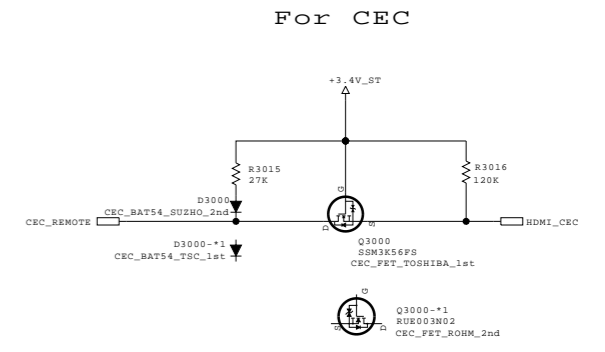 For CEC
+3.4V_ST
R3015
27K
R3016
120K
D3000
CEC_BAT54_SUZHO_2nd
CEC_REMOTE
HDMI_CEC
G
D
S
D3000-*1
CEC_BAT54_TSC_1st
Q3000
SSM3K56FS
CEC_FET_TOSHIBA_1st
G
S
D
Q3000-*1
RUE003N02
CEC_FET_ROHM_2nd